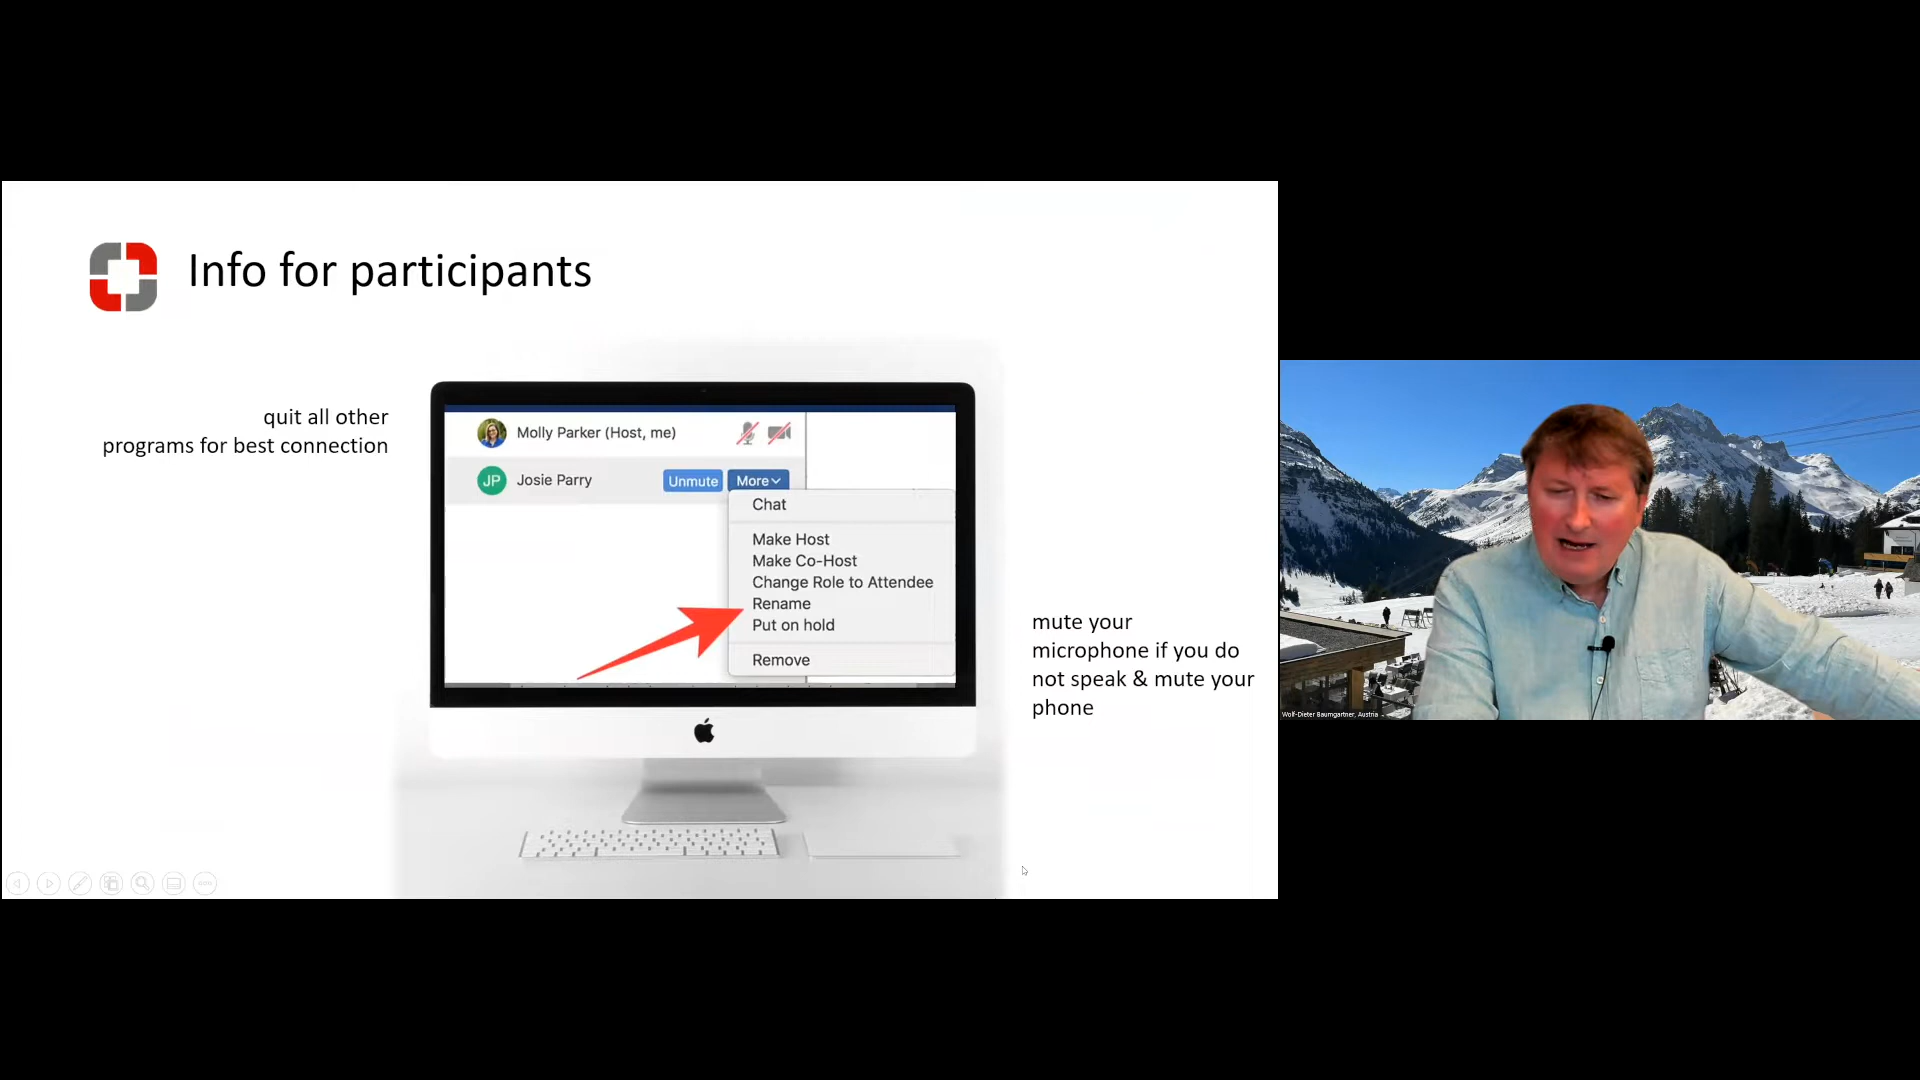 Info for participants
quit all other
programs for best connection
Molly Parker (Host, me)
JP Josie Parry Unmute More
Chat
Make Host
Make Co-Host
Change Role to Attendee
Rename
Put on hold
Remove
mute your
microphone if you do
not speak & mute your
phone
Wolf-Dieter Baumgartner, Austria